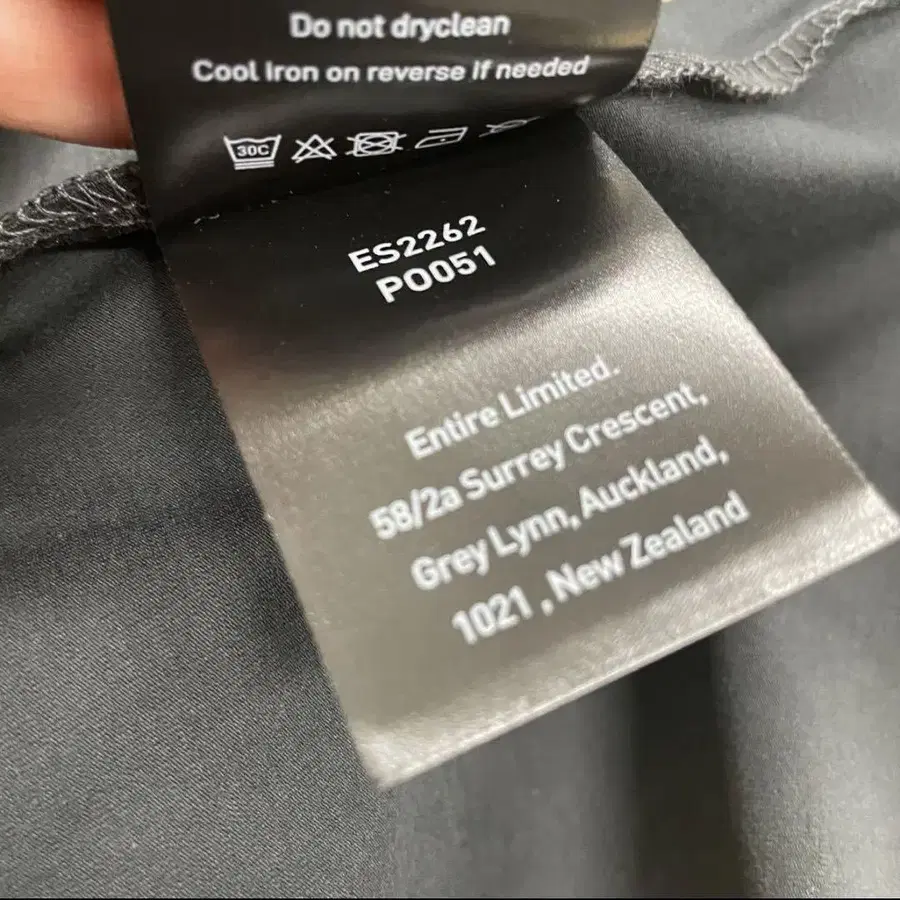 Do not dryclean
Cool Iron on reverse if needed
30C
ES2262
PO051
Entire Limited.
58/2a Surrey Crescent,
Grey Lynn, Auckland,
1021 , New Zealand